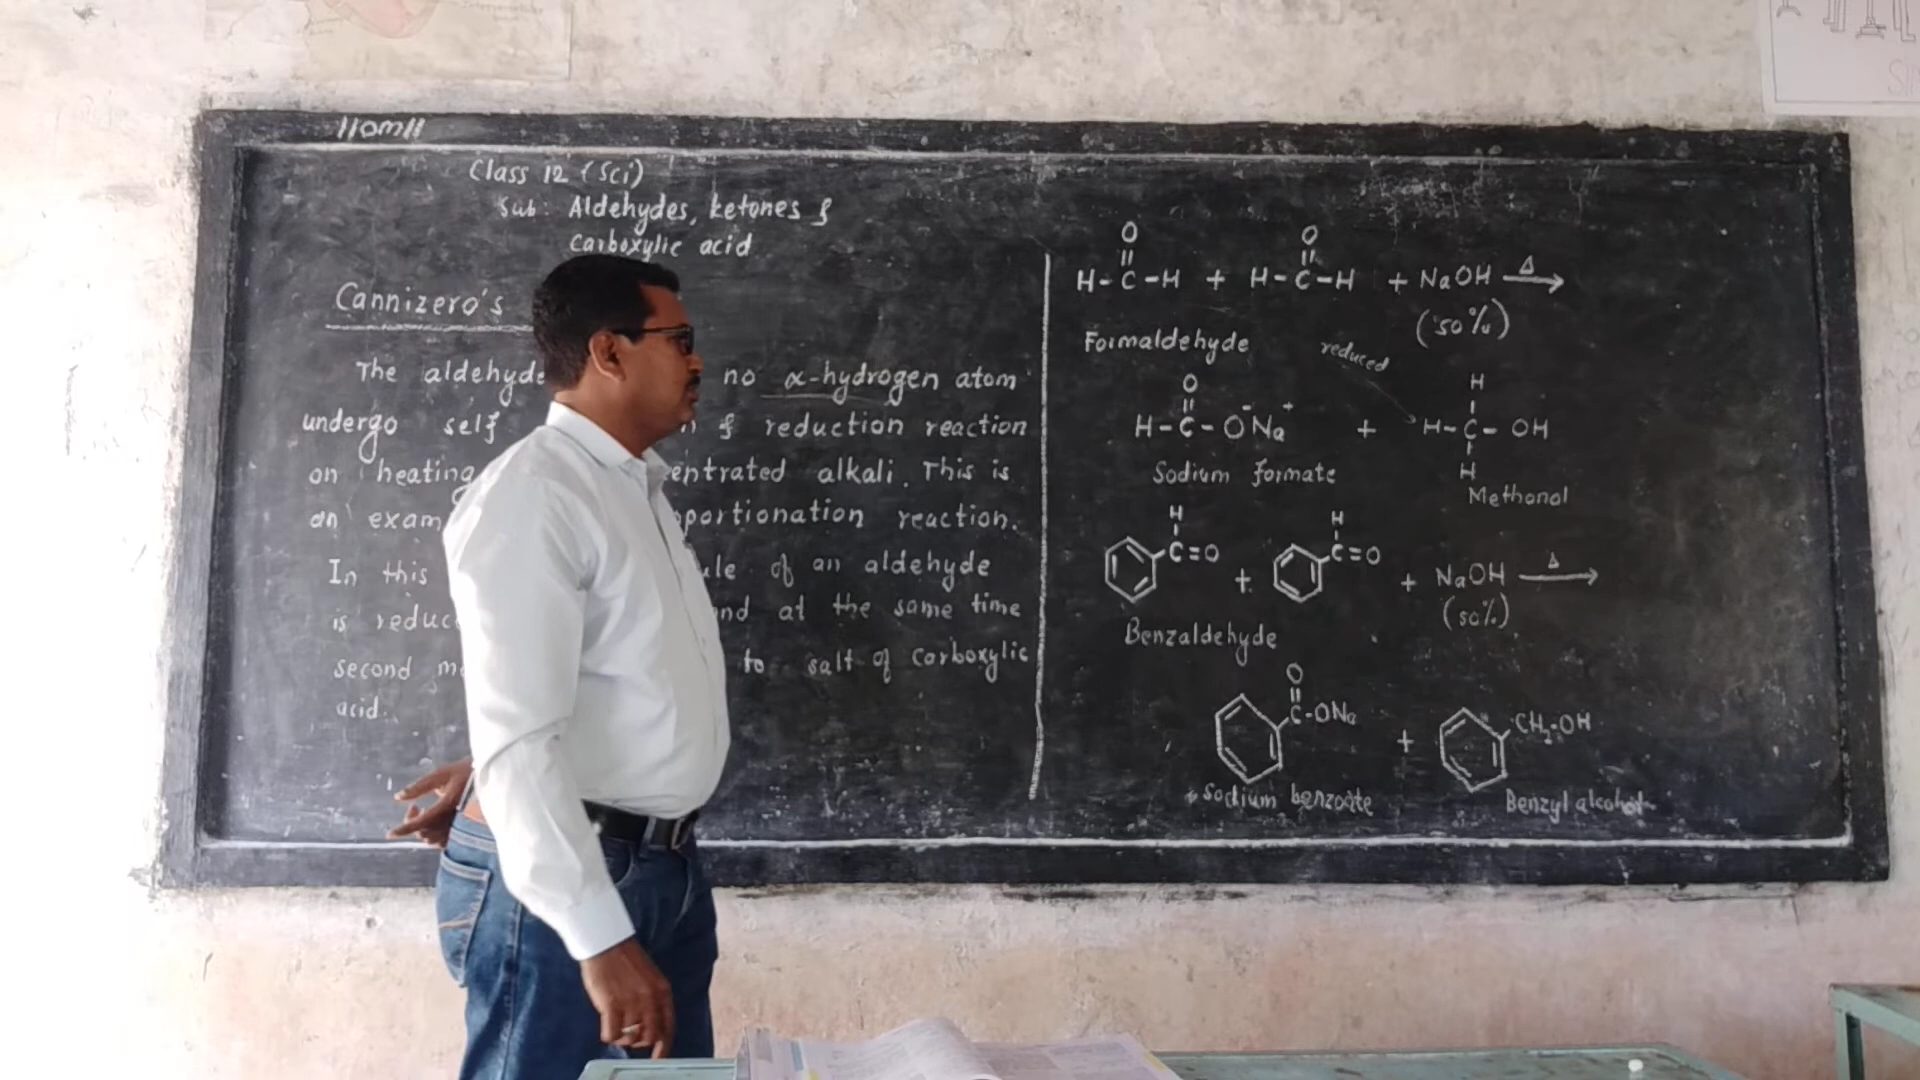 ||om||
Class 12 (Sci)
Sub: Aldehydes, ketones &
Carboxylic acid
Cannizero's
The aldehyde no α-hydrogen atom
undergo self & reduction reaction
on heating entrated alkali. This is
an exam portionation reaction.
In this ule of an aldehyde
is reduc nd at the same time
second m to salt of carboxylic
acid.
O
||
H-C-H + H-C-H + NaOH Δ→
O
||
(50%)
Formaldehyde
reduced
O
||
H-C-O⁻Na⁺ + H-C-OH
H
H
Sodium formate
Methanol
H
C=O + C=O + NaOH Δ→
H
(50%)
Benzaldehyde
O
||
C-ONa + CH₂-OH
Sodium benzoate
Benzyl alcohol